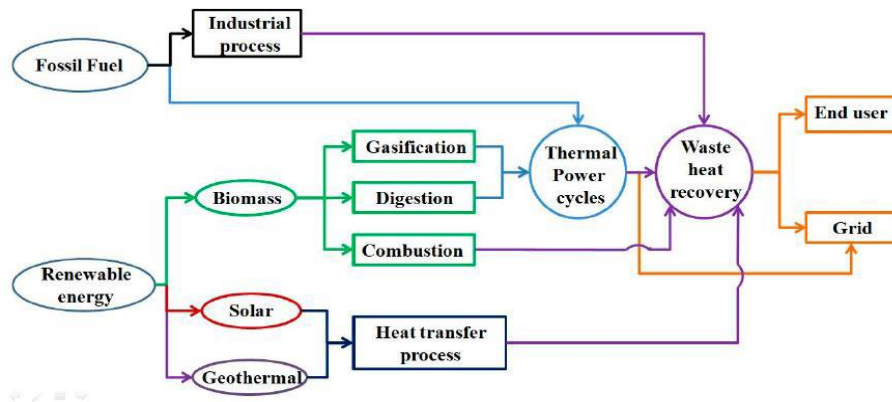 Industrial
process
Fossil Fuel
End user
Gasification
Thermal
Power
cycles
Waste
heat
recovery
Biomass
Digestion
Grid
Combustion
Renewable
energy
Solar
Heat transfer
process
Geothermal